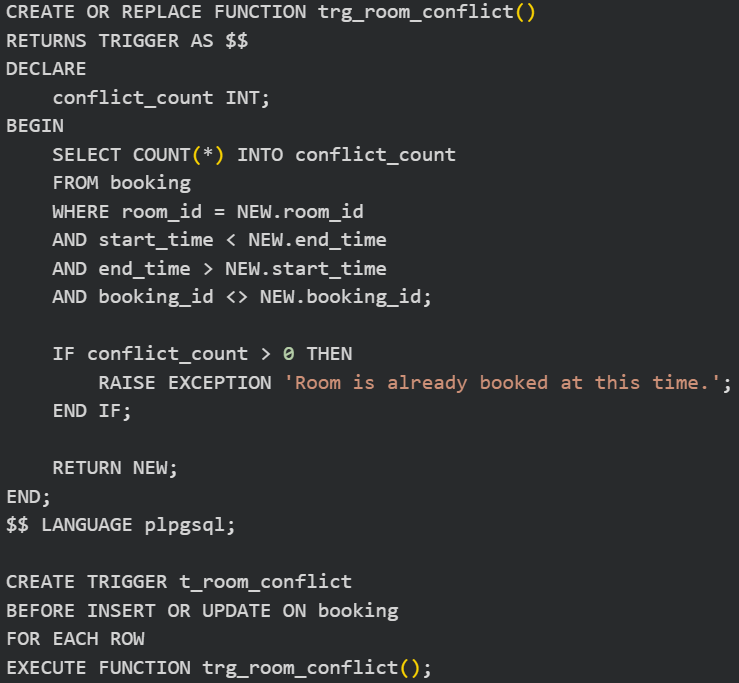 CREATE OR REPLACE FUNCTION trg_room_conflict()
RETURNS TRIGGER AS $$
DECLARE
    conflict_count INT;
BEGIN
    SELECT COUNT(*) INTO conflict_count
    FROM booking
    WHERE room_id = NEW.room_id
    AND start_time < NEW.end_time
    AND end_time > NEW.start_time
    AND booking_id <> NEW.booking_id;

    IF conflict_count > 0 THEN
        RAISE EXCEPTION 'Room is already booked at this time.';
    END IF;

    RETURN NEW;
END;
$$ LANGUAGE plpgsql;

CREATE TRIGGER t_room_conflict
BEFORE INSERT OR UPDATE ON booking
FOR EACH ROW
EXECUTE FUNCTION trg_room_conflict();